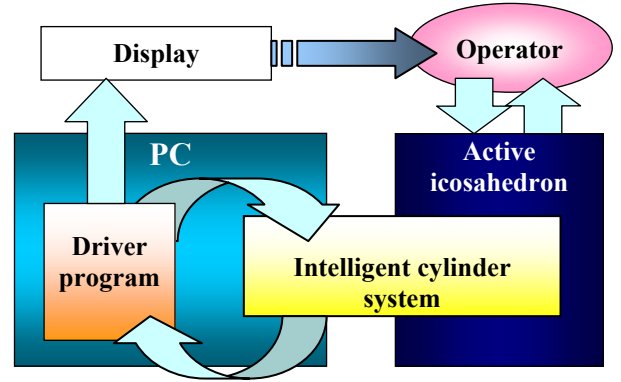 Display
Operator
PC
Active
icosahedron
Driver
program
Intelligent cylinder
system